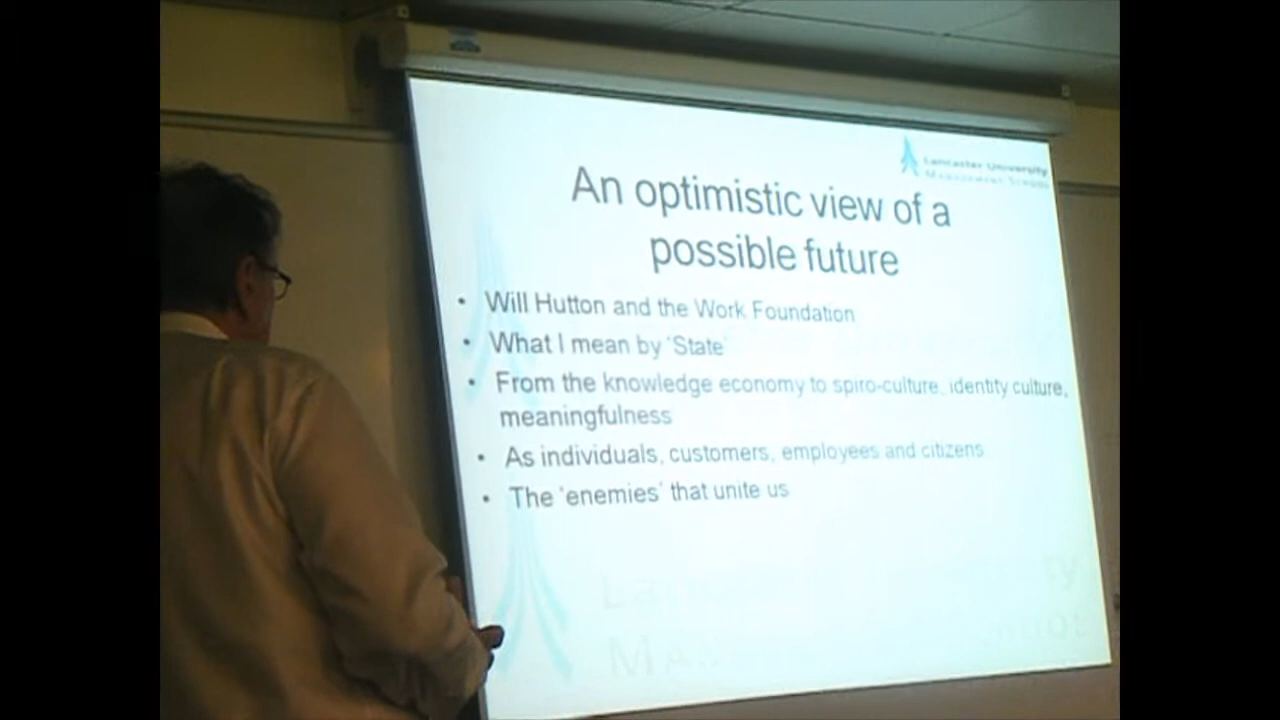 Lancaster University
Management School
An optimistic view of a
possible future
• Will Hutton and the Work Foundation
• What I mean by 'State'
• From the knowledge economy to spiro-culture, identity culture,
meaningfulness
• As individuals, customers, employees and citizens
• The 'enemies' that unite us